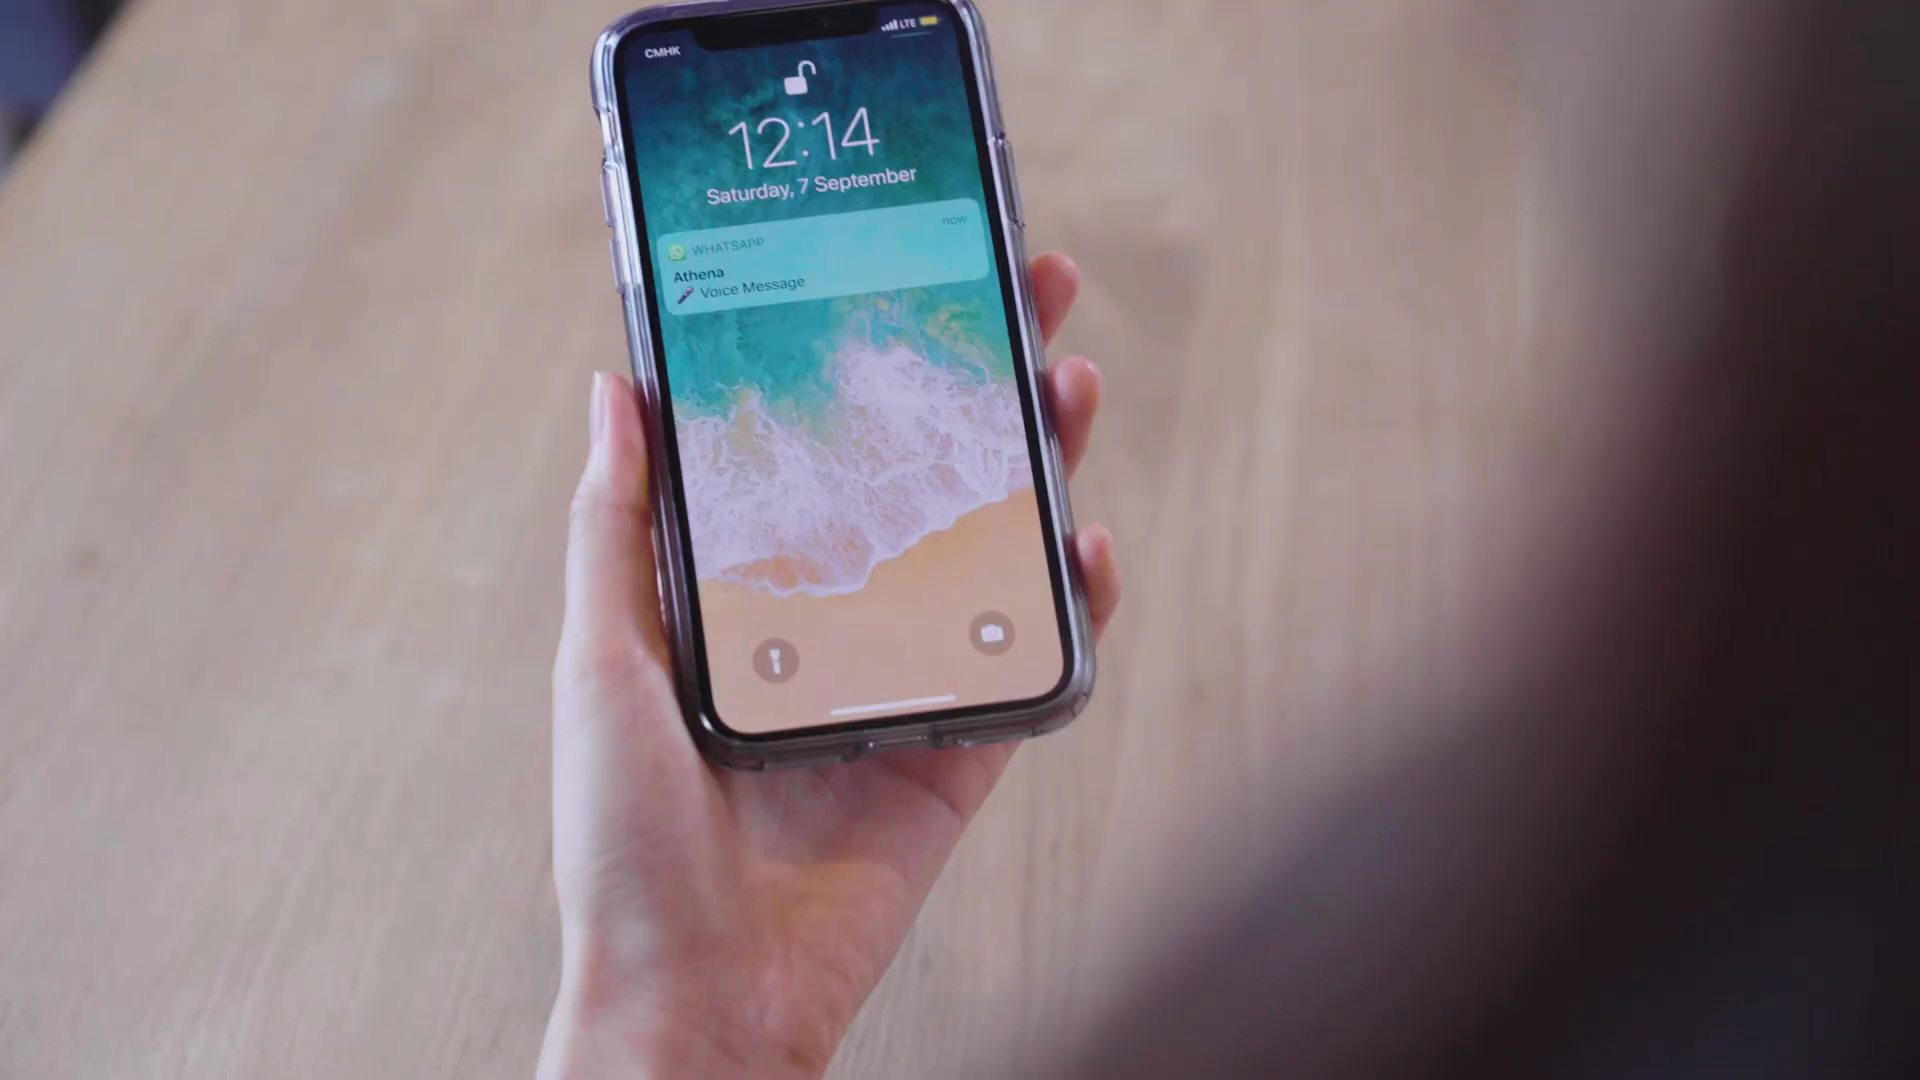 CMHK
LTE
12:14
Saturday, 7 September
WHATSAPP
now
Athena
Voice Message